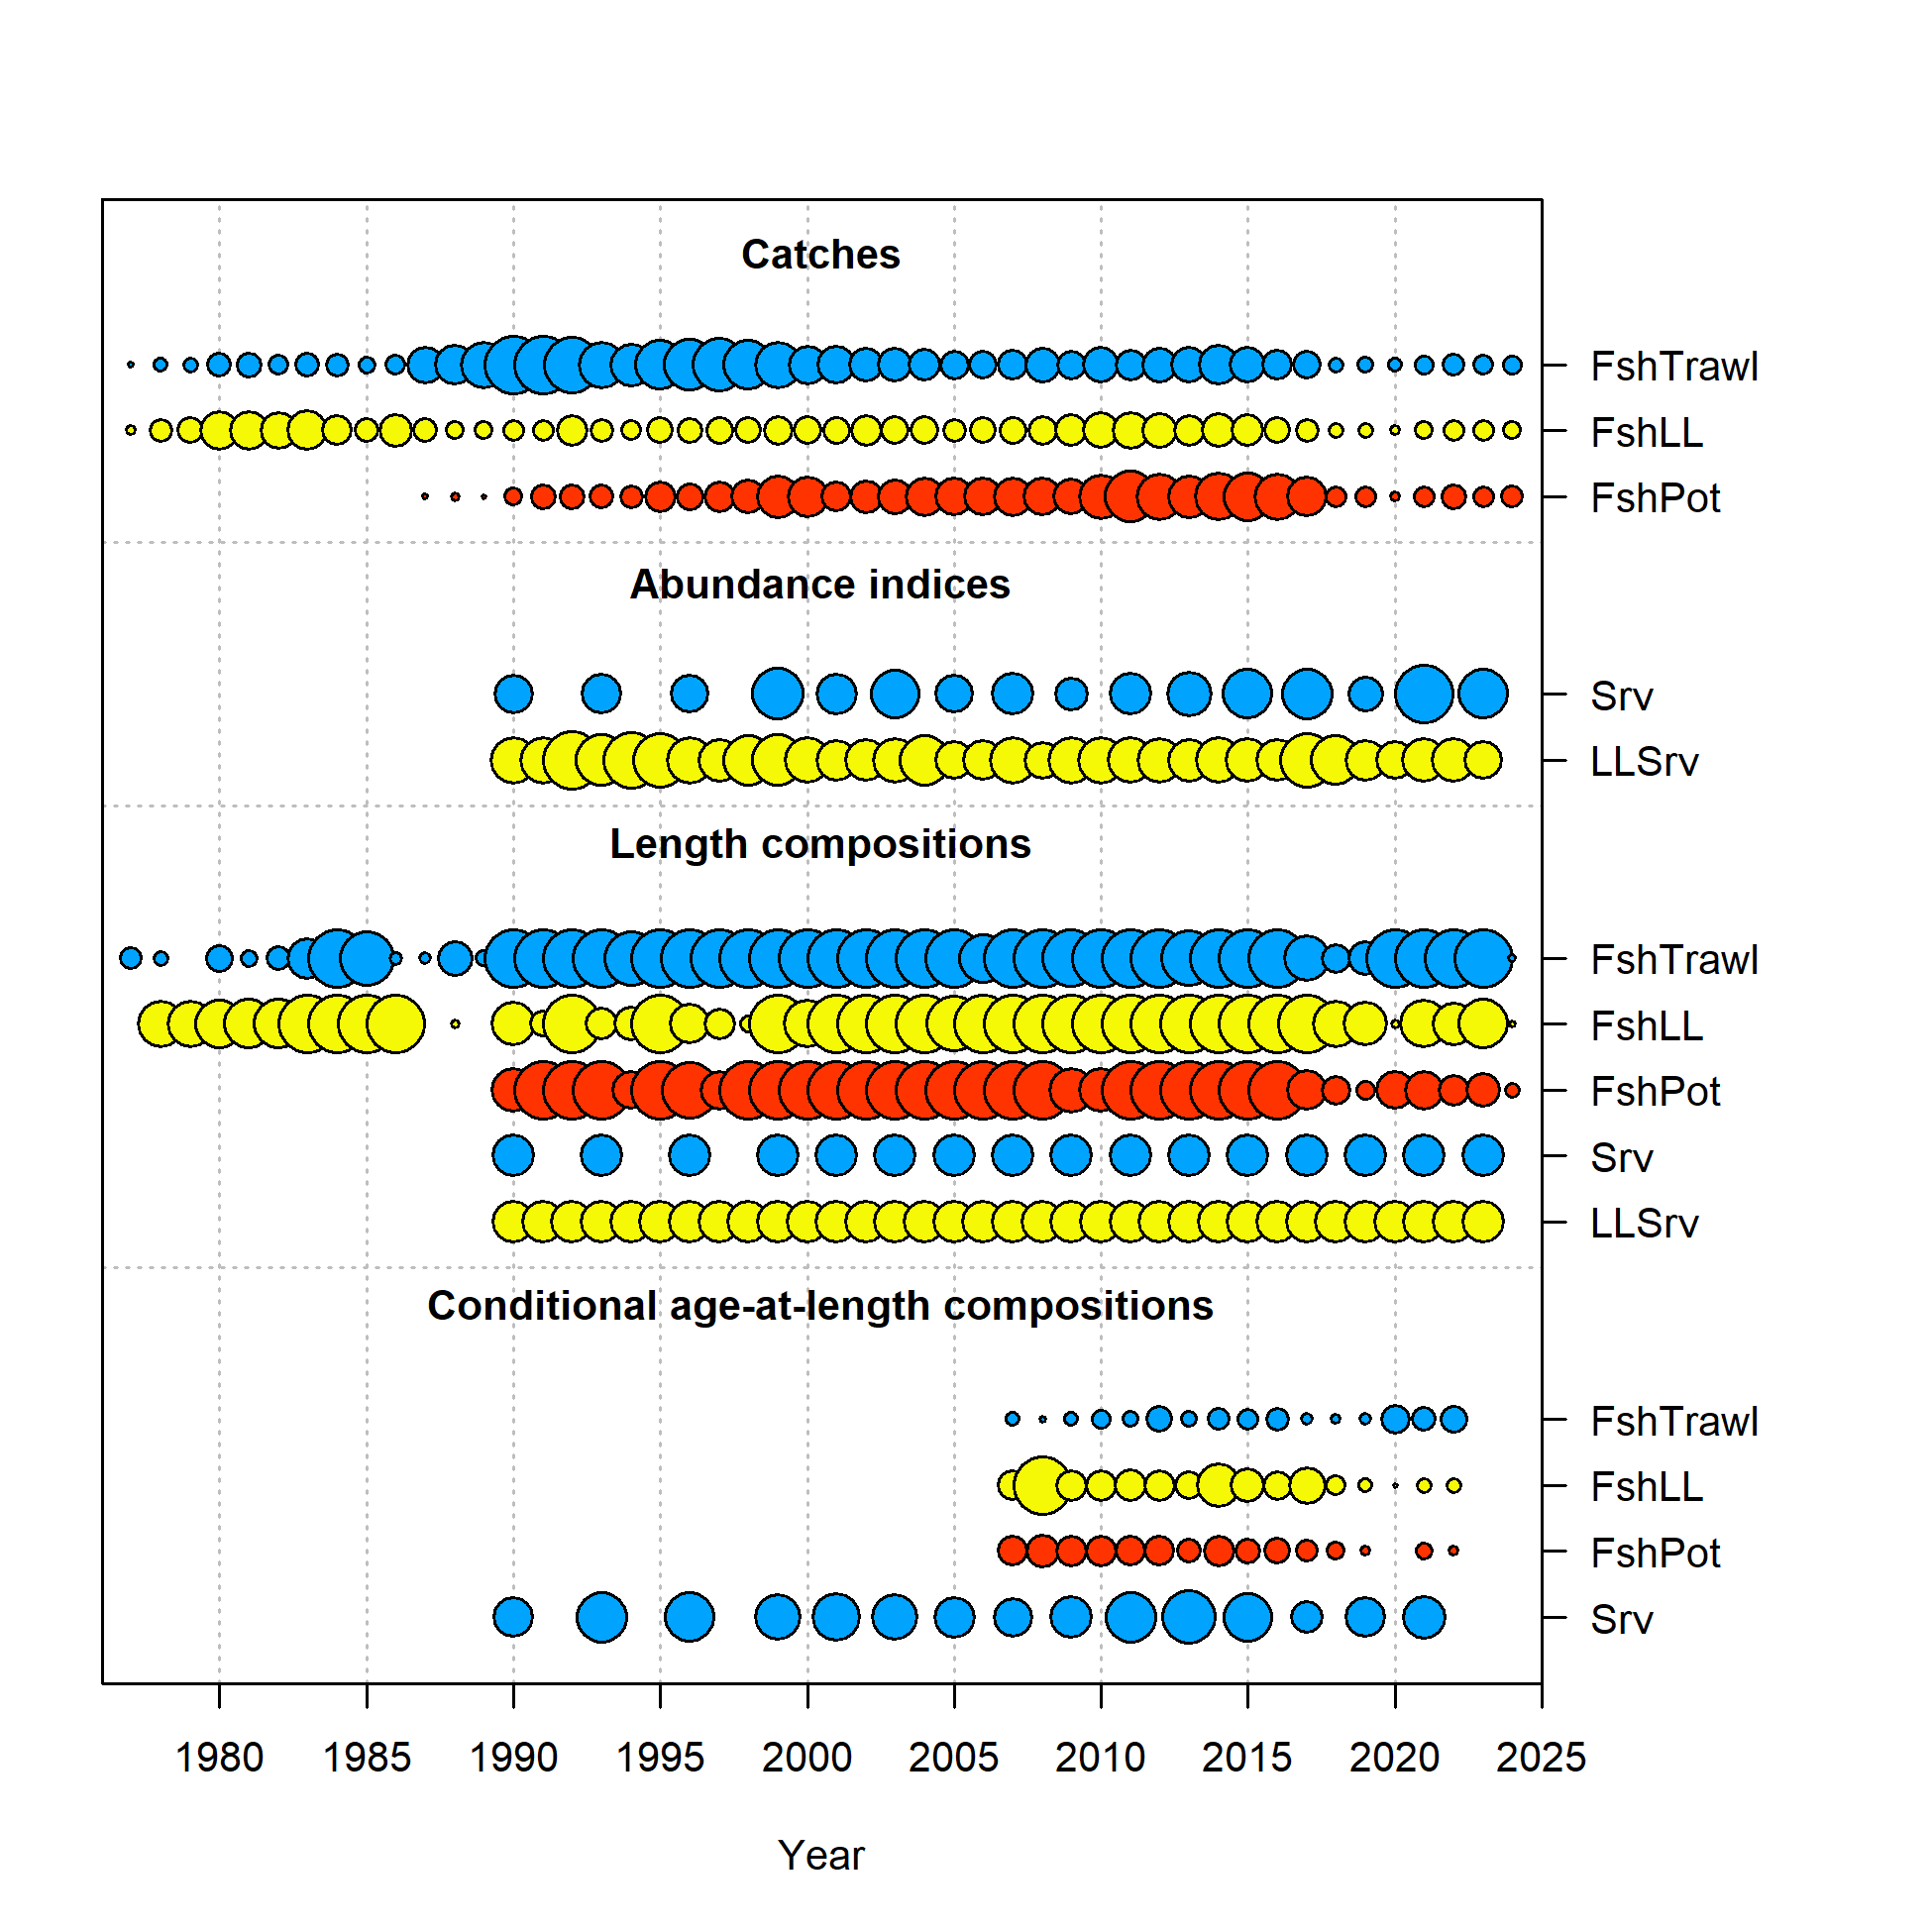 Catches
FshTrawl
FshLL
FshPot
Abundance indices
Srv
LLSrv
Length compositions
FshTrawl
FshLL
FshPot
Srv
LLSrv
Conditional age-at-length compositions
FshTrawl
FshLL
FshPot
Srv
1980 1985 1990 1995 2000 2005 2010 2015 2020 2025
Year